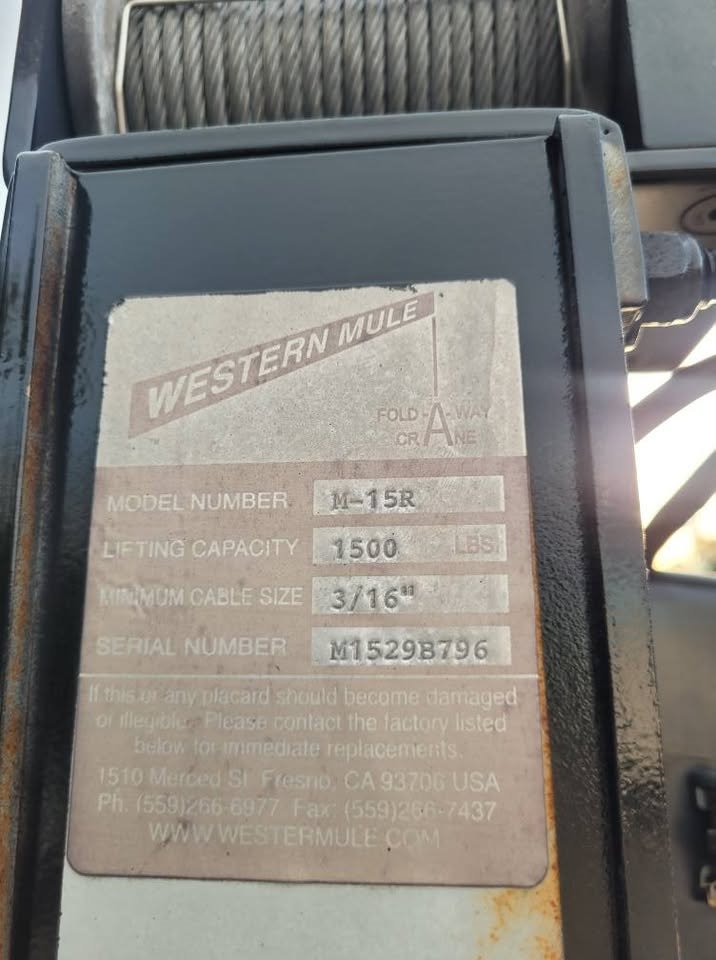 WESTERN MULE
™
FOLD-A-WAY
CRANE
MODEL NUMBER M-15R
LIFTING CAPACITY 1500 LBS.
MINIMUM CABLE SIZE 3/16"
SERIAL NUMBER M1529B796
If this or any placard should become damaged
or illegible. Please contact the factory listed
below for immediate replacements.
1510 Merced St. Fresno, CA 93706 USA
Ph. (559)266-6977 Fax: (559)266-7437
WWW.WESTERMULE.COM